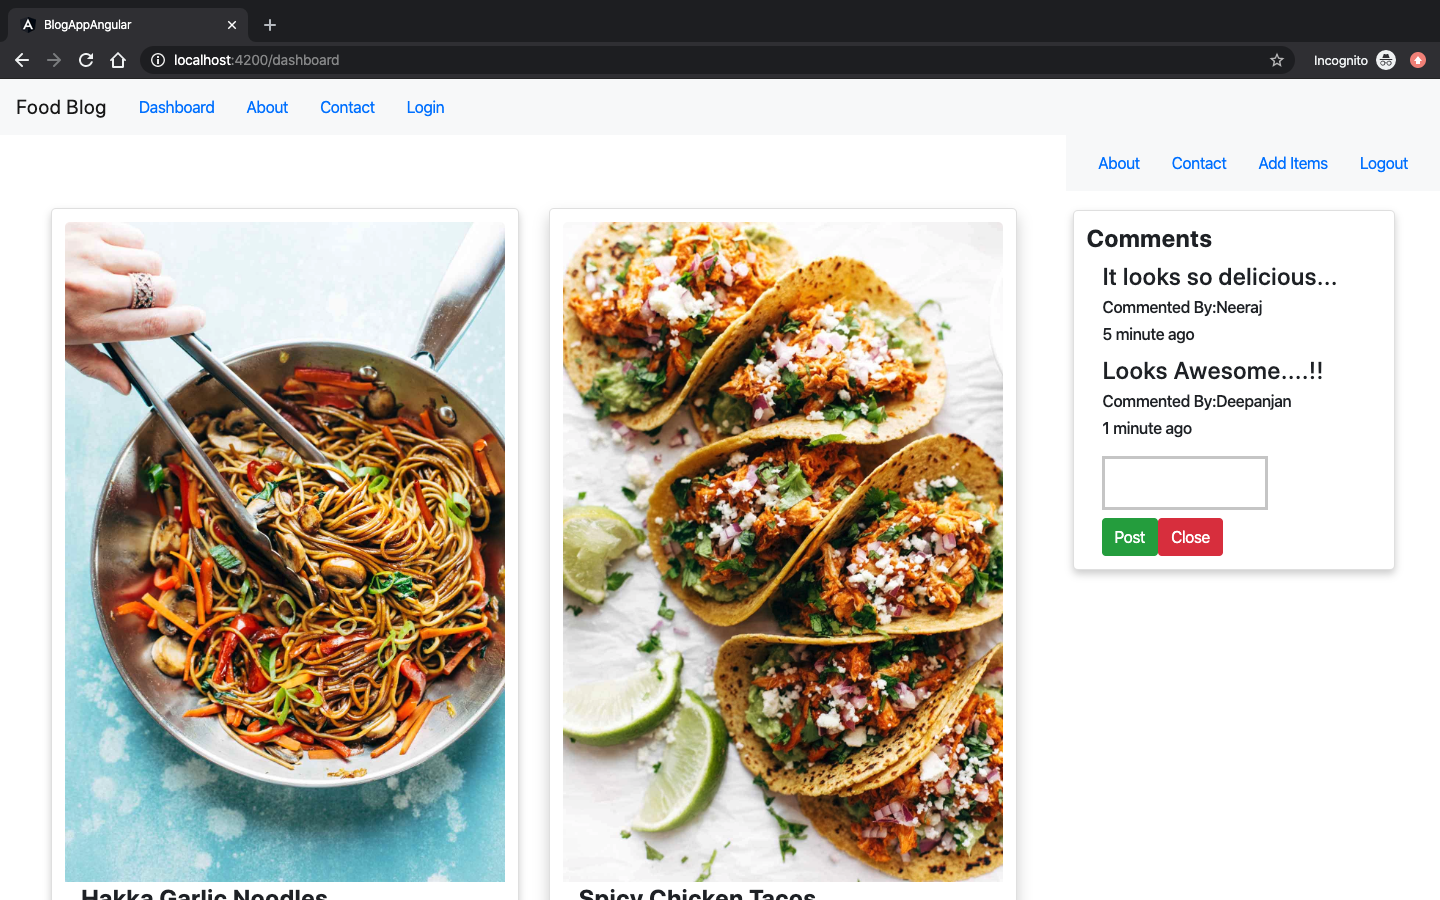 BlogAppAngular
localhost:4200/dashboard
Incognito
Food Blog Dashboard About Contact Login
About Contact Add Items Logout
Comments
It looks so delicious...
Commented By:Neeraj
5 minute ago
Looks Awesome....!!
Commented By:Deepanjan
1 minute ago
Post Close
Hakka Garlic Noodles
Spicy Chicken Tacos